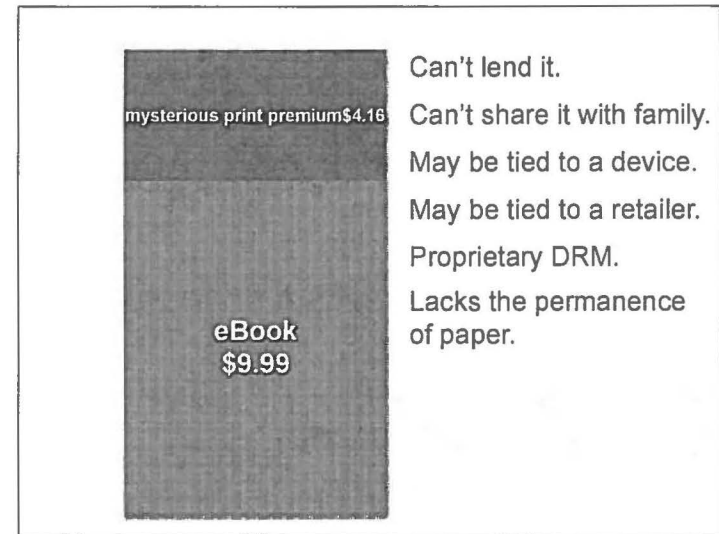 mysterious print premium$4.16
eBook
$9.99
Can't lend it.
Can't share it with family.
May be tied to a device.
May be tied to a retailer.
Proprietary DRM.
Lacks the permanence
of paper.